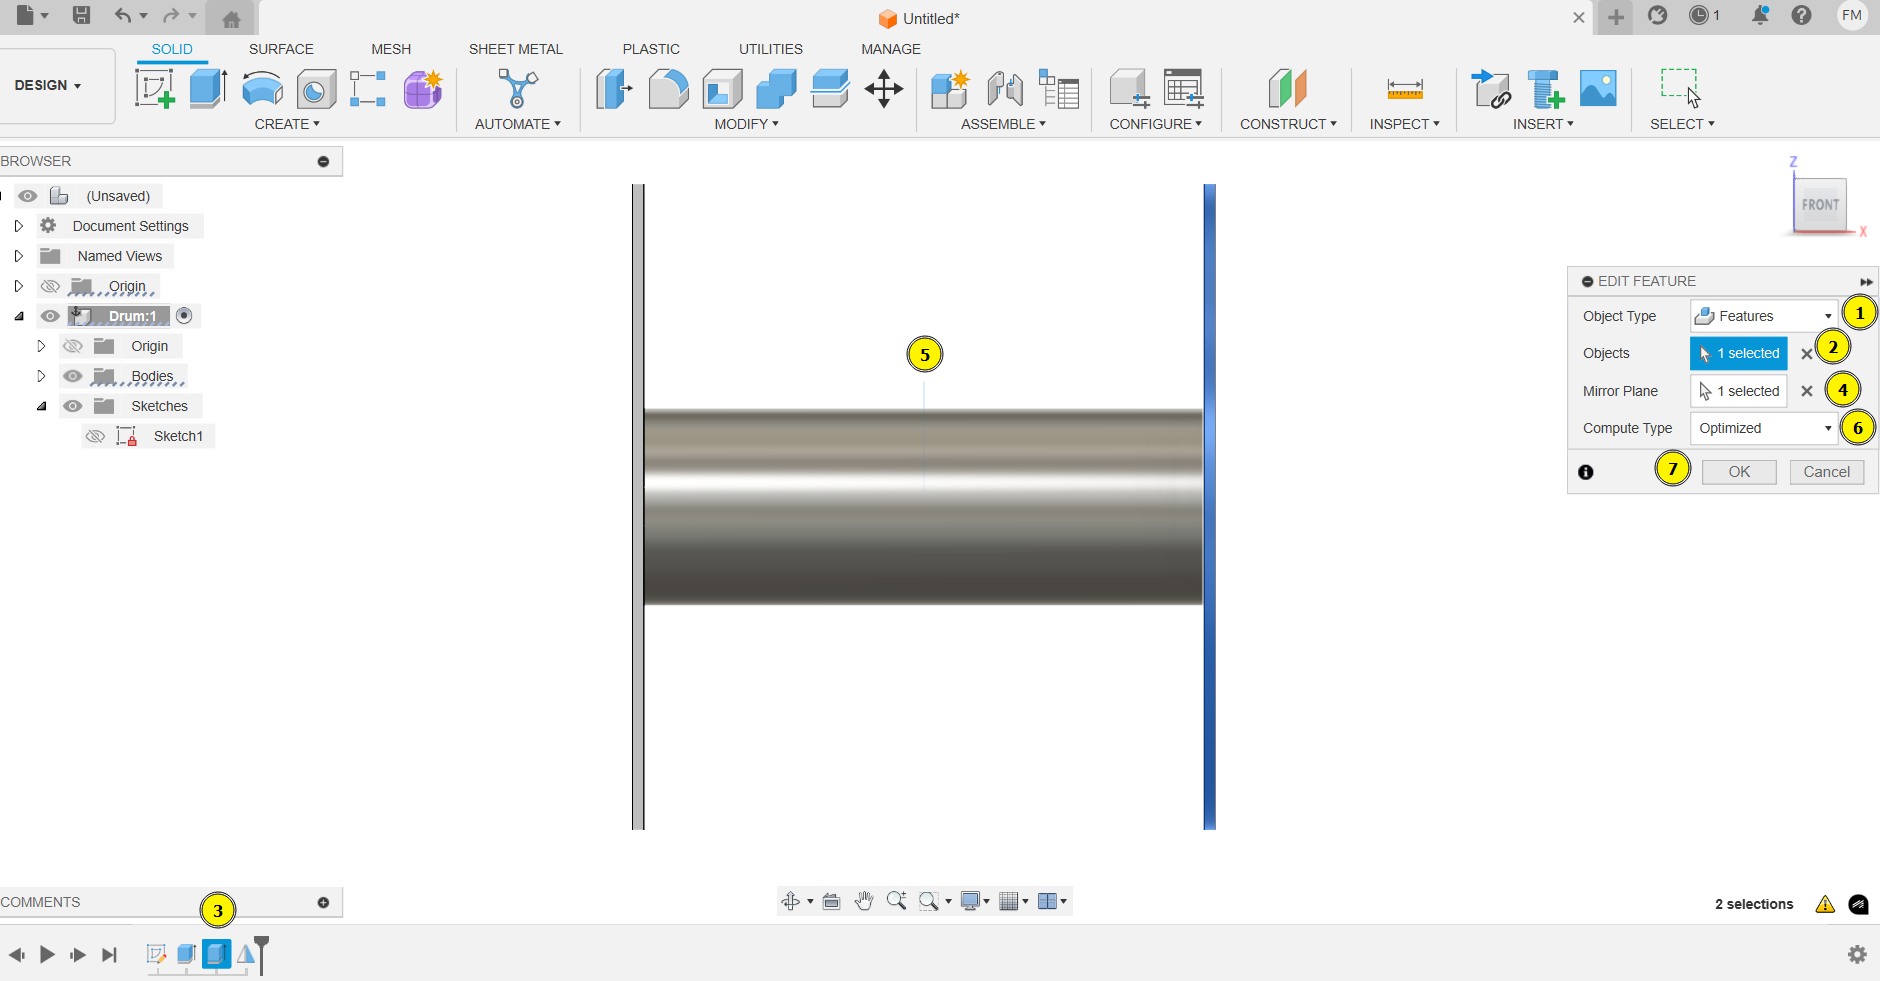 Untitled*
1
FM
SOLID SURFACE MESH SHEET METAL PLASTIC UTILITIES MANAGE
DESIGN
CREATE AUTOMATE MODIFY ASSEMBLE CONFIGURE CONSTRUCT INSPECT INSERT SELECT
BROWSER
(Unsaved)
Document Settings
Named Views
Origin
Drum:1
Origin
Bodies
Sketches
Sketch1
5
Z
FRONT
X
EDIT FEATURE
Object Type Features 1
Objects 1 selected 2
Mirror Plane 1 selected 4
Compute Type Optimized 6
7 OK Cancel
COMMENTS
3
2 selections